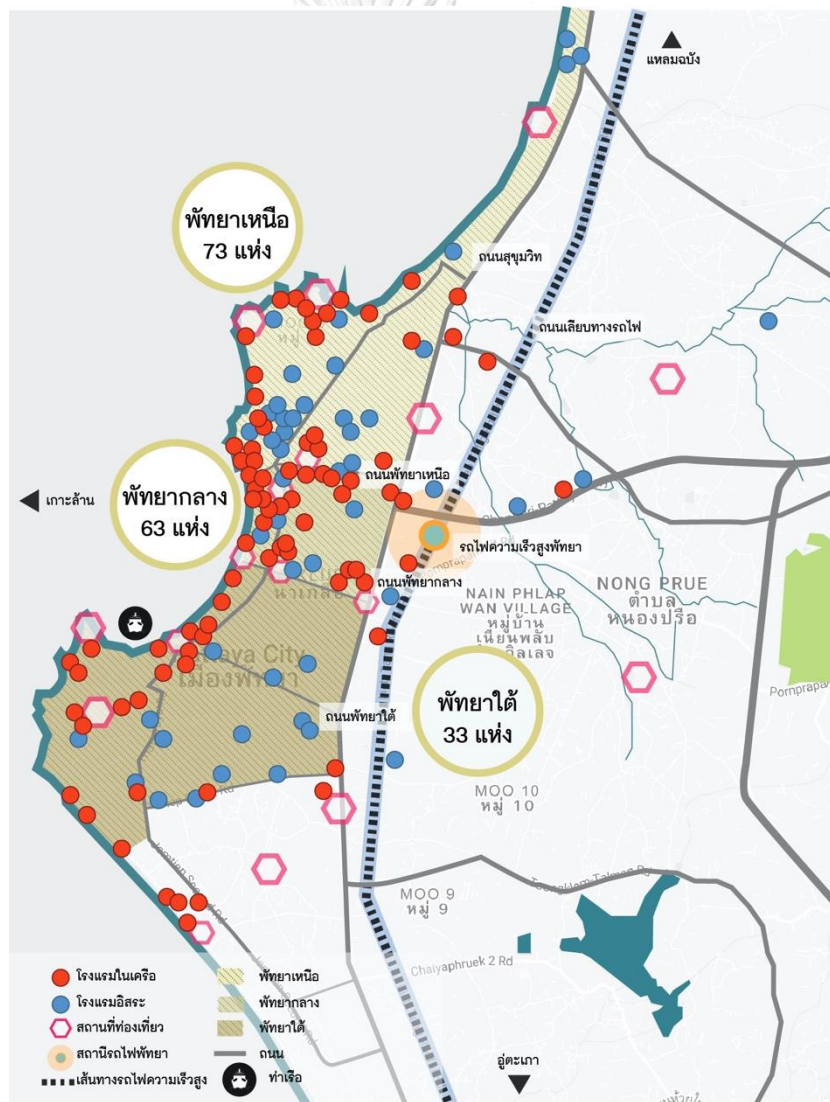 แหลมฉบัง
พัทยาเหนือ
73 แห่ง
ถนนสุขุมวิท
ถนนเลียบทางรถไฟ
หมู่
ถนนพัทยาเหนือ
พัทยากลาง
63 แห่ง
เกาะล้าน
รถไฟความเร็วสูงพัทยา
ถนนพัทยากลาง
NAIN PHLAP
WAN VILLAGE
หมู่บ้าน
เนินพลับ
วิลเลจ
NONG PRUE
ตำบล
หนองปรือ
City
เมืองพัทยา
พัทยาใต้
33 แห่ง
ถนนพัทยาใต้
Pornprapa
MOO 10
หมู่ 10
MOO 9
หมู่ 9
Chaiyaphruek 2 Rd
โรงแรมในเครือ
โรงแรมอิสระ
สถานที่ท่องเที่ยว
สถานีรถไฟพัทยา
เส้นทางรถไฟความเร็วสูง
พัทยาเหนือ
พัทยากลาง
พัทยาใต้
ถนน
ท่าเรือ
อู่ตะเภา